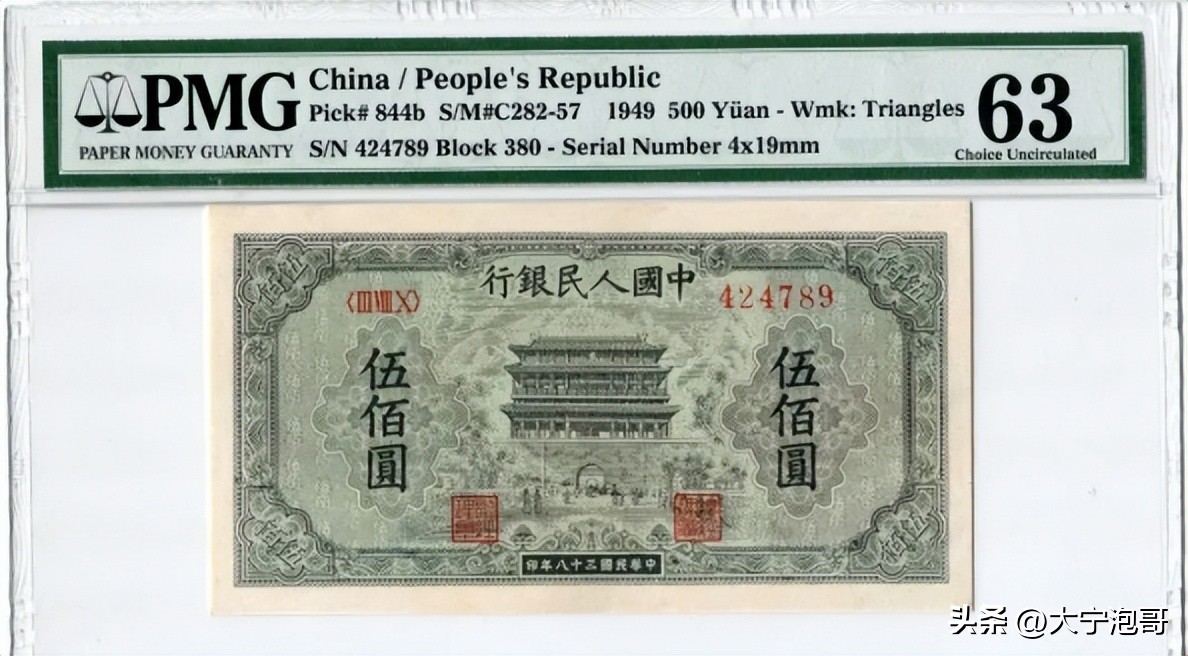 PMG
PAPER MONEY GUARANTY
China / People's Republic
Pick# 844b S/M#C282-57 1949 500 Yüan - Wmk: Triangles
S/N 424789 Block 380 - Serial Number 4x19mm
63
Choice Uncirculated
伍佰
伍佰
中國人民銀行
〈ⅢⅧⅩ〉
424789
伍佰圓
伍佰圓
伍佰
伍佰
中華民國三十八年印
头条 @大宁泡哥